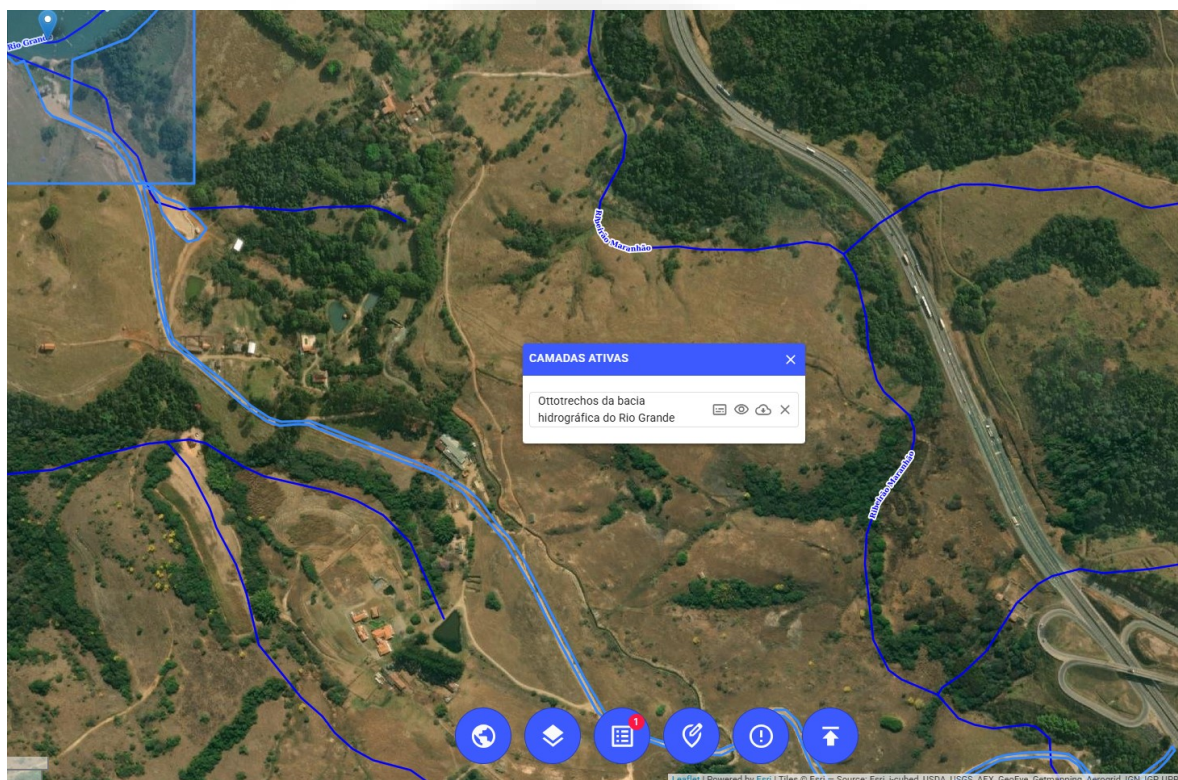 Rio Grand
Ribeirão Maranhão
CAMADAS ATIVAS
Ottotrechos da bacia
hidrográfica do Rio Grande
Ribeirão Maranhão
1
Leaflet | Powered by Esri | Tiles © Esri — Source: Esri, i-cubed, USDA, USGS, AEX, GeoEye, Getmapping, Aerogrid, IGN, IGP, UPR